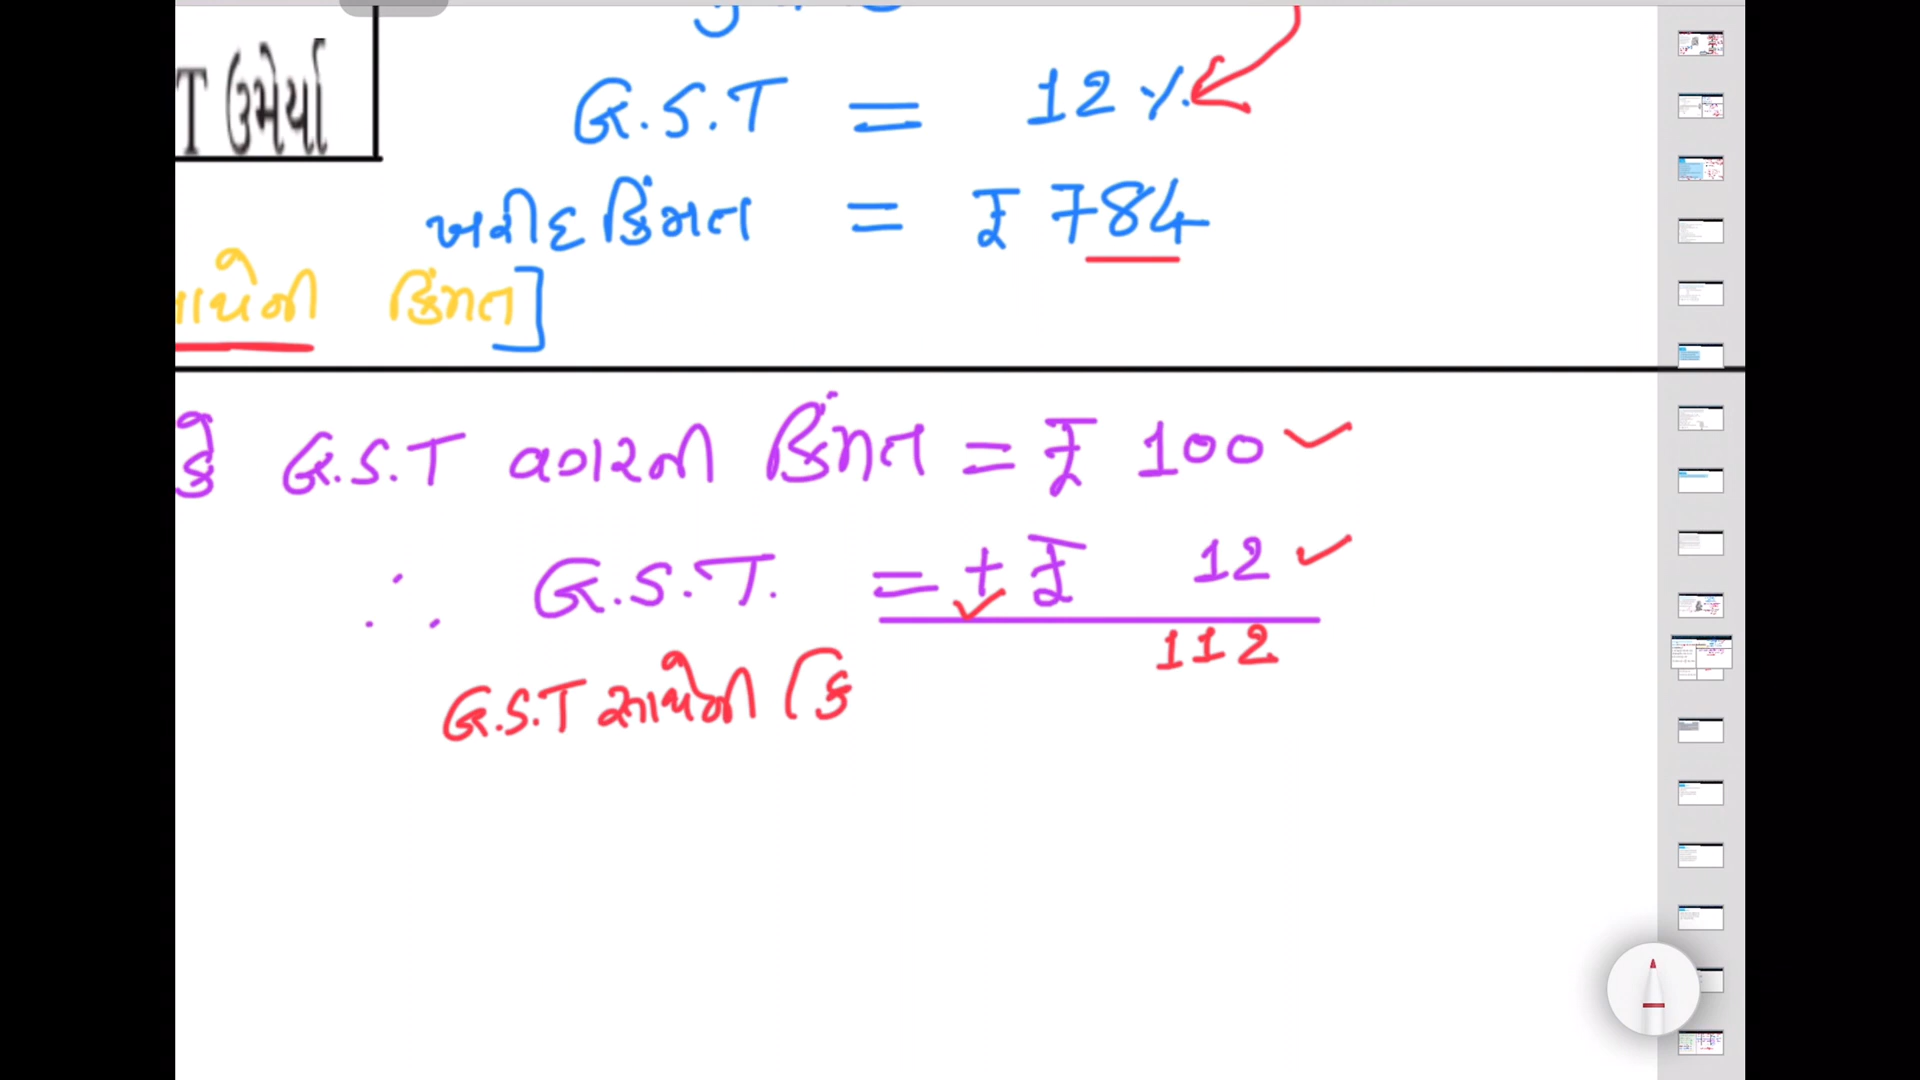 T ઉમેર્યા
G.S.T = 12 %
ખરીદ કિંમત = ₹ 784
સાથેની કિંમત]
કે G.S.T વગરની કિંમત = ₹ 100 ✓
∴ G.S.T. = + ₹ 12 ✓
112
G.S.T સાથેની કિ